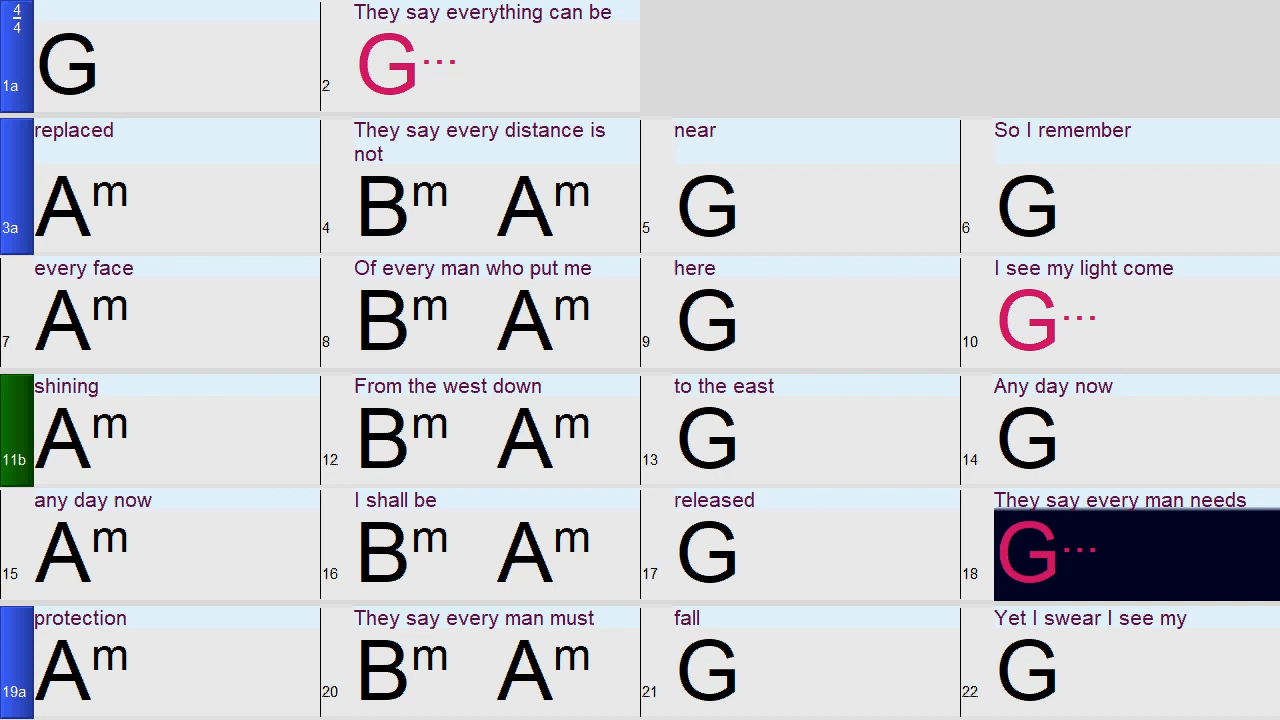 4
4
They say everything can be
1a G
2 G...
replaced
They say every distance is
not
near
So I remember
3a Am
4 Bm Am
5 G
6 G
every face
Of every man who put me
here
I see my light come
7 Am
8 Bm Am
9 G
10 G...
shining
From the west down
to the east
Any day now
11b Am
12 Bm Am
13 G
14 G
any day now
I shall be
released
They say every man needs
15 Am
16 Bm Am
17 G
18 G...
protection
They say every man must
fall
Yet I swear I see my
19a Am
20 Bm Am
21 G
22 G